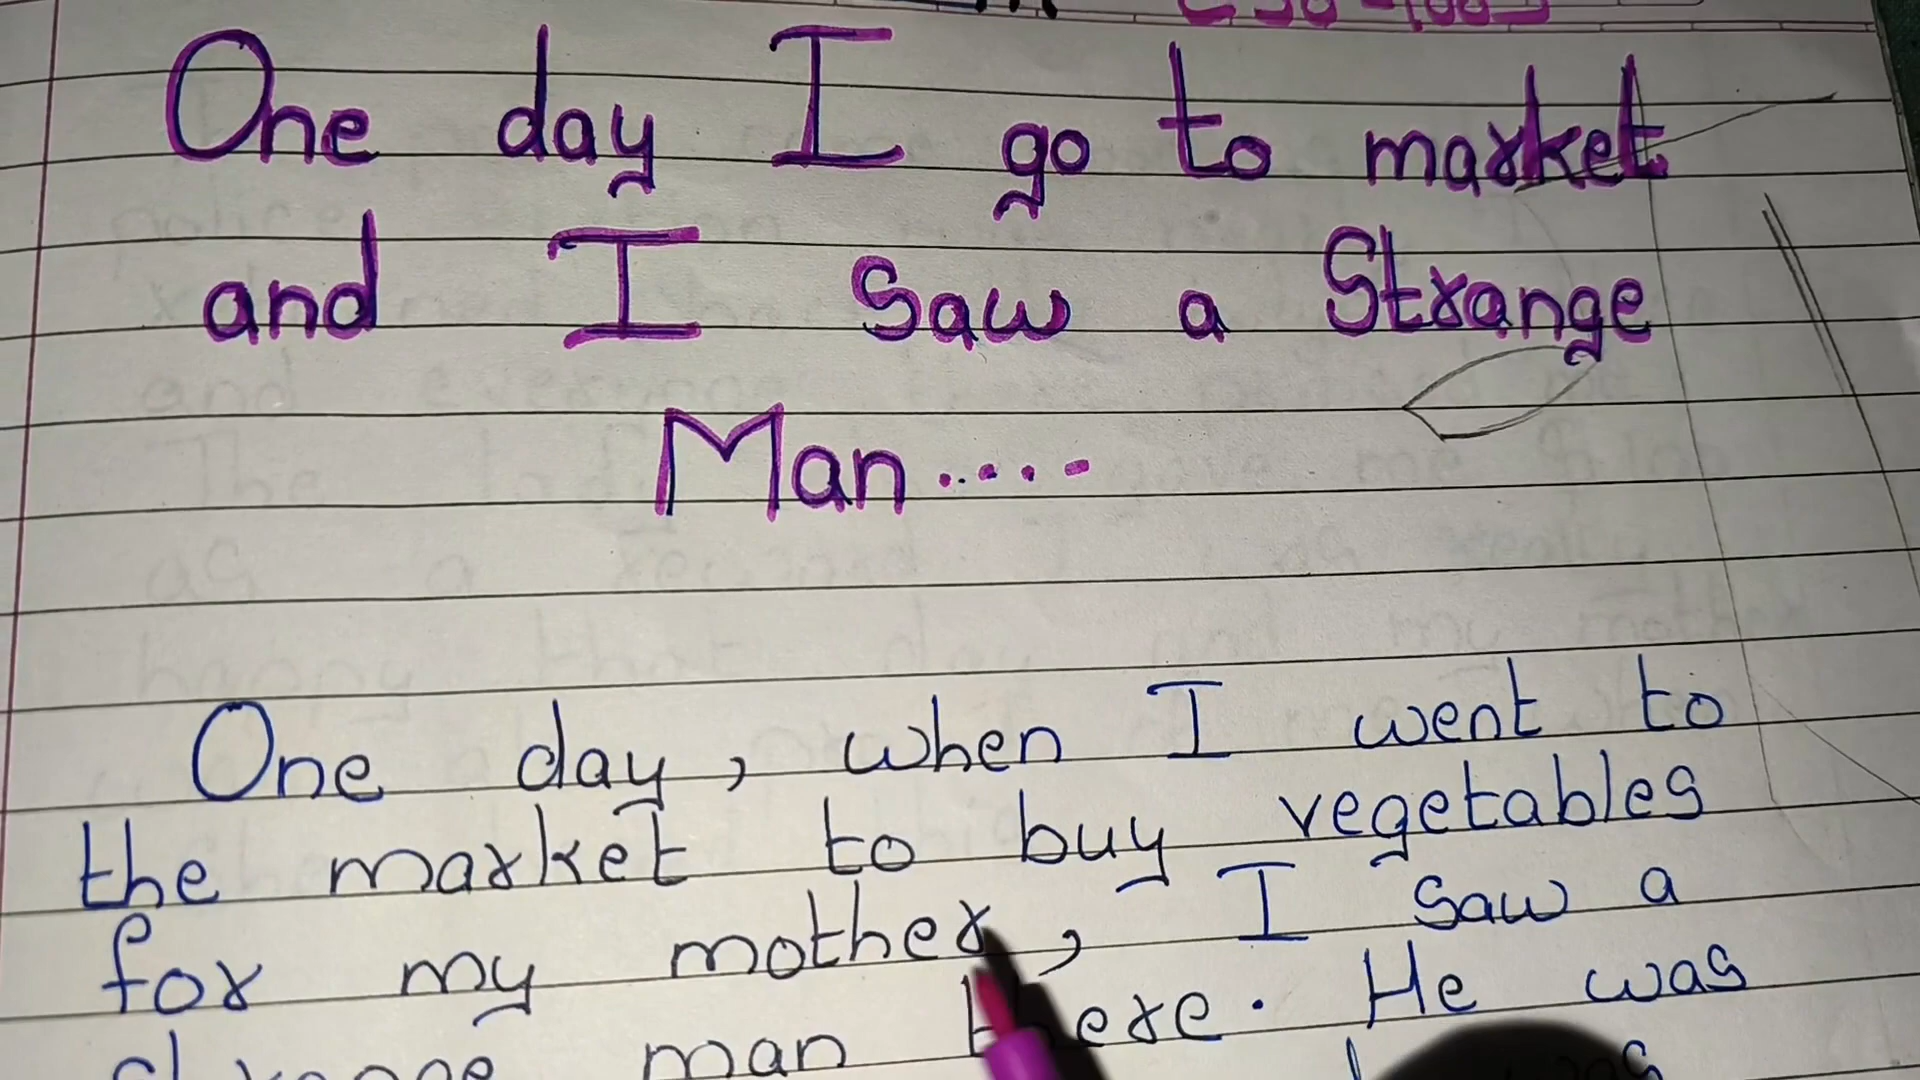 One day I go to market
and I Saw a Strange
Man....
One day, when I went to
the market to buy vegetables
for my mother, I Saw a
man there. He was